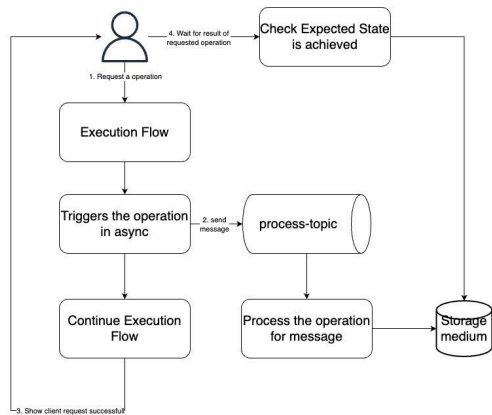 4. Wait for result of
requested operation
Check Expected State
is achieved
1. Request a operation
Execution Flow
Triggers the operation
in async
2. send
message
process-topic
Continue Execution
Flow
Process the operation
for message
Storage
medium
3. Show client request successfull